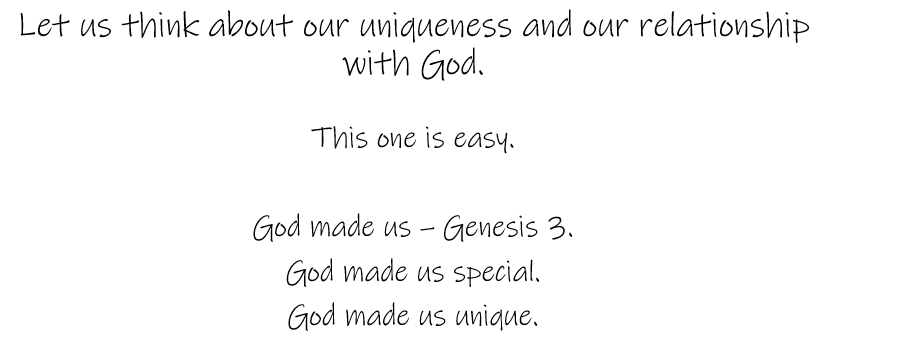 Let us think about our uniqueness and our relationship
with God.
This one is easy.
God made us – Genesis 3.
God made us special.
God made us unique.